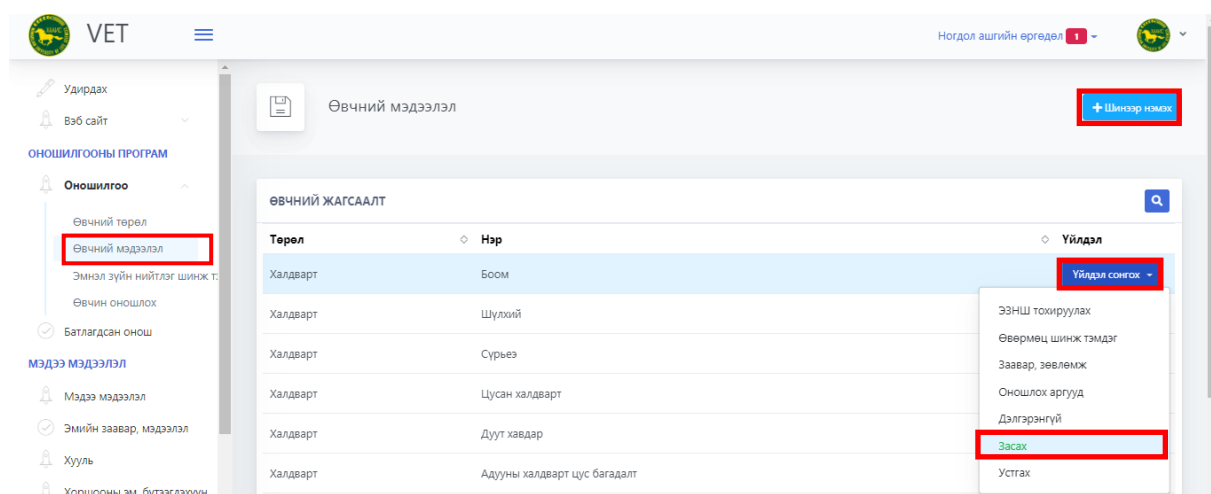 VET
Ногдол ашгийн өргөдөл 1
Удирдах
Вэб сайт
ОНОШИЛГООНЫ ПРОГРАМ
Оношилгоо
Өвчний төрөл
Өвчний мэдээлэл
Эмнэл зүйн нийтлэг шинж т
Өвчин оношлох
Батлагдсан онош
МЭДЭЭ МЭДЭЭЛЭЛ
Мэдээ мэдээлэл
Эмийн заавар, мэдээлэл
Хууль
Хоршооны эм, бүтээгдэхүүн
Өвчний мэдээлэл
+ Шинээр нэмэх
ӨВЧНИЙ ЖАГСААЛТ
Төрөл Нэр Үйлдэл
Халдварт Боом Үйлдэл сонгох
Халдварт Шүлхий
Халдварт Сүрьеэ
Халдварт Цусан халдварт
Халдварт Дуут хавдар
Халдварт Адууны халдварт цус багадалт
ЭЗНШ тохируулах
Өвөрмөц шинж тэмдэг
Заавар, зөвлөмж
Оношлох аргууд
Дэлгэрэнгүй
Засах
Устгах